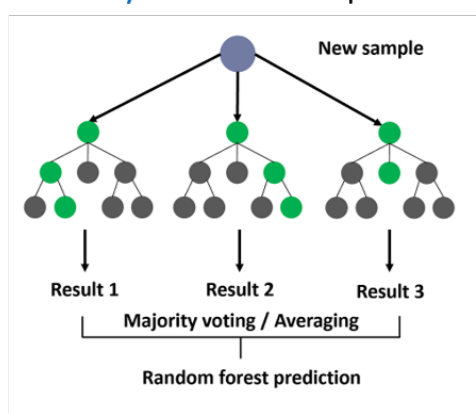 New sample
Result 1
Result 2
Result 3
Majority voting / Averaging
Random forest prediction